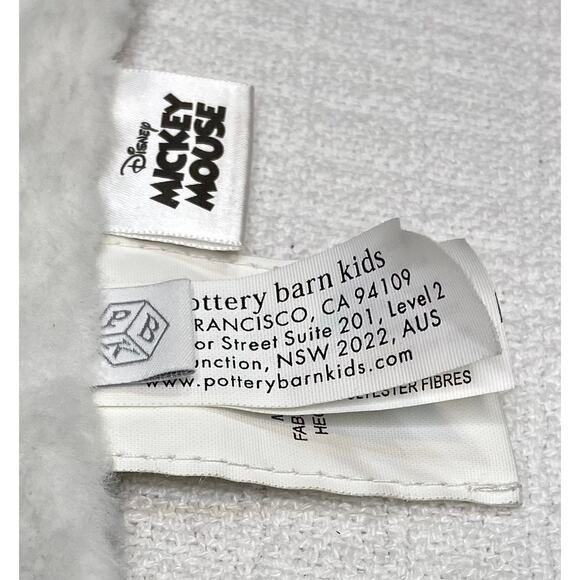 Disney
MICKEY
MOUSE
P B
K
ottery barn kids
RANCISCO, CA 94109
or Street Suite 201, Level 2
unction, NSW 2022, AUS
www.potterybarnkids.com
LYESTER FIBRES
FAB
HE